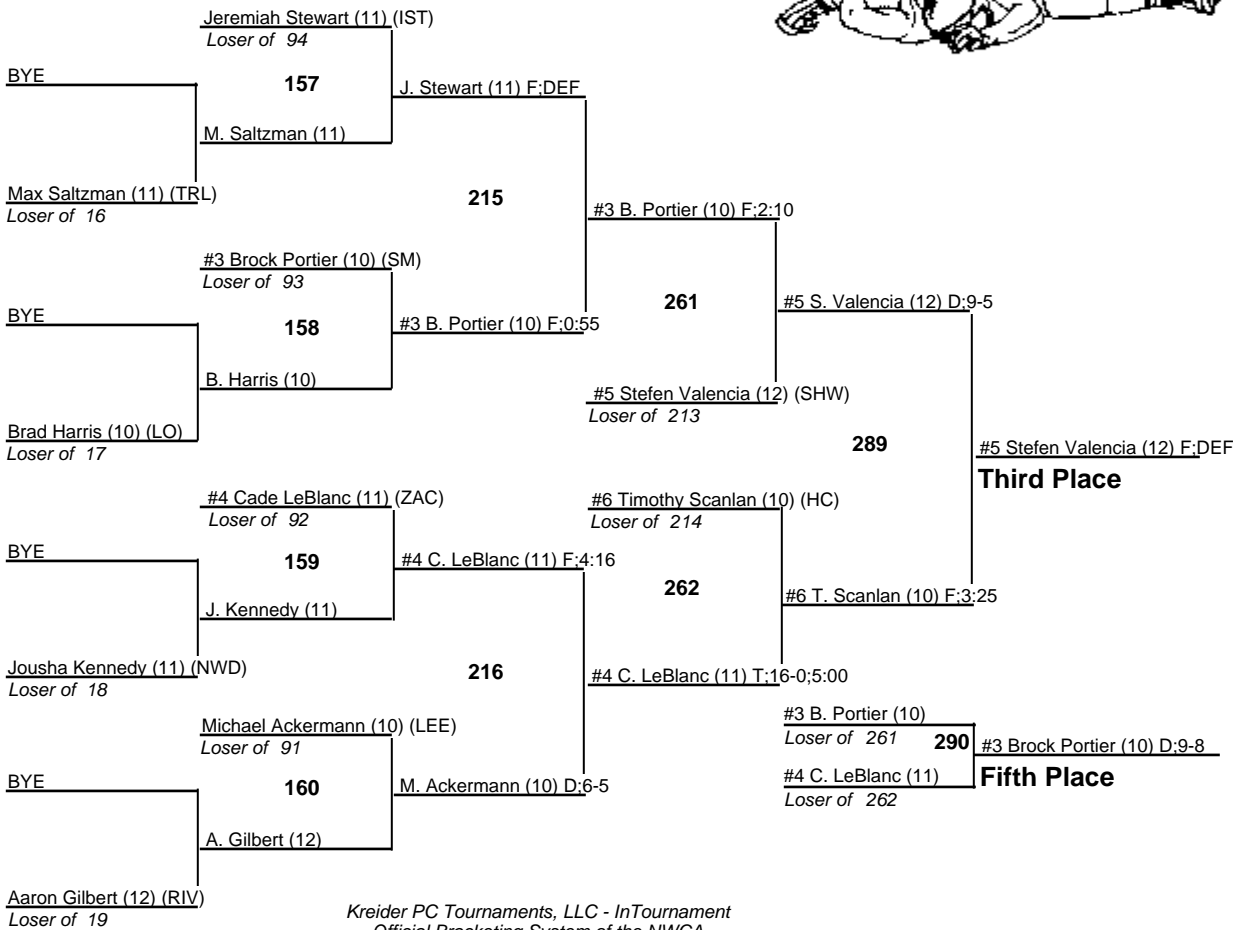 Jeremiah Stewart (11) (IST)
Loser of 94
BYE
157
J. Stewart (11) F;DEF
M. Saltzman (11)
Max Saltzman (11) (TRL)
Loser of 16
215
#3 B. Portier (10) F;2:10
#3 Brock Portier (10) (SM)
Loser of 93
BYE
158
#3 B. Portier (10) F;0:55
261
#5 S. Valencia (12) D;9-5
B. Harris (10)
#5 Stefen Valencia (12) (SHW)
Loser of 213
Brad Harris (10) (LO)
Loser of 17
289
#5 Stefen Valencia (12) F;DEF
Third Place
#4 Cade LeBlanc (11) (ZAC)
Loser of 92
#6 Timothy Scanlan (10) (HC)
Loser of 214
BYE
159
#4 C. LeBlanc (11) F;4:16
262
#6 T. Scanlan (10) F;3:25
J. Kennedy (11)
Jousha Kennedy (11) (NWD)
Loser of 18
216
#4 C. LeBlanc (11) T;16-0;5:00
Michael Ackermann (10) (LEE)
Loser of 91
#3 B. Portier (10)
Loser of 261
290
#3 Brock Portier (10) D;9-8
Fifth Place
BYE
160
M. Ackermann (10) D;6-5
#4 C. LeBlanc (11)
Loser of 262
A. Gilbert (12)
Aaron Gilbert (12) (RIV)
Loser of 19
Kreider PC Tournaments, LLC - InTournament
Official Bracketing System of the NWCA